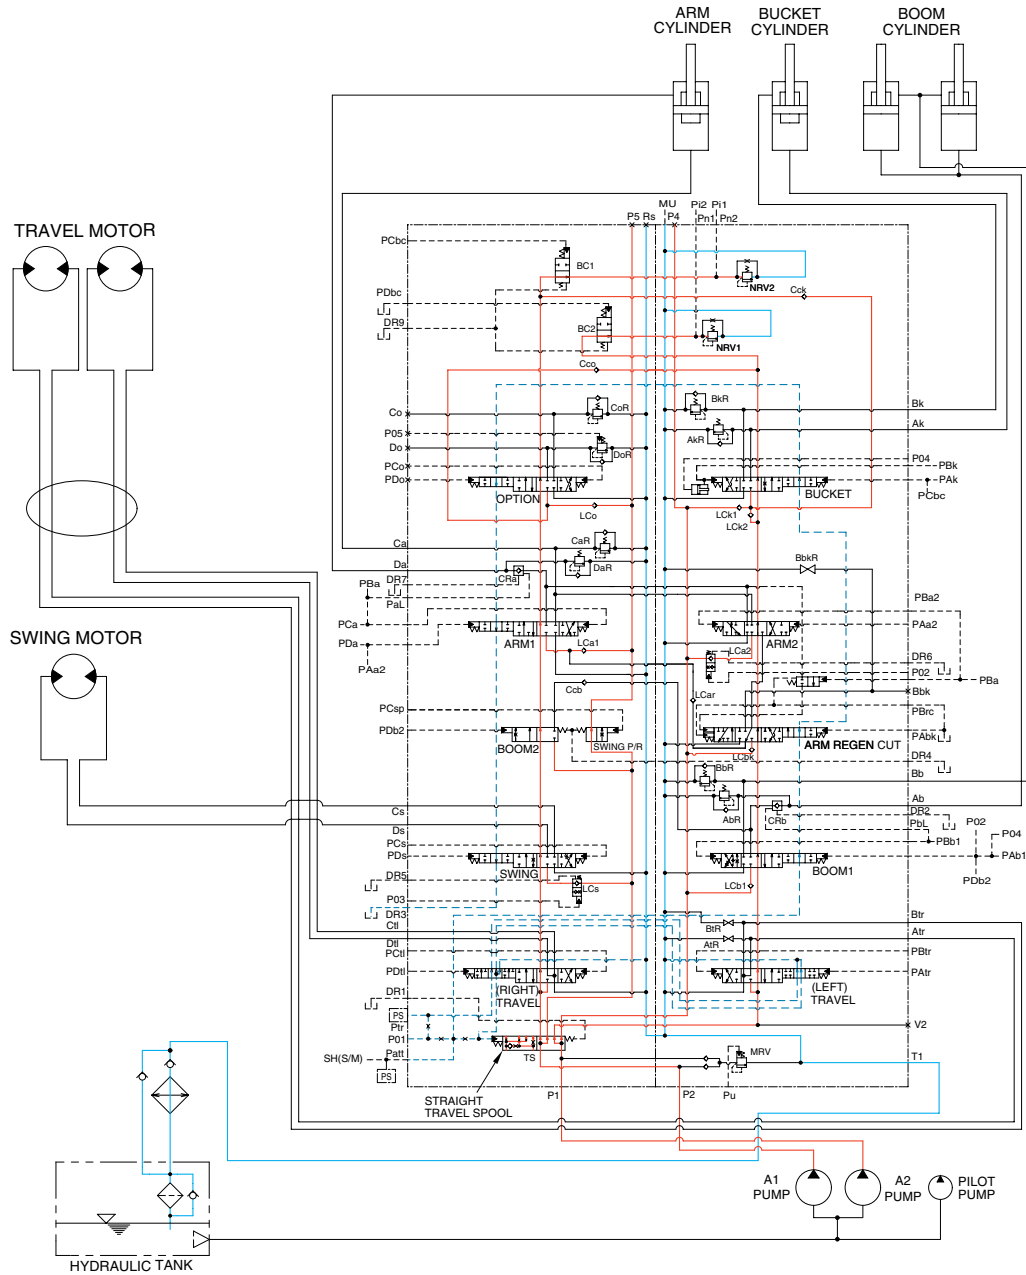 ARM
CYLINDER
BUCKET
CYLINDER
BOOM
CYLINDER
TRAVEL MOTOR
SWING MOTOR
P5 Rs
MU
P4
Pi2 Pi1
Pn1 Pn2
PCbc
BC1
NRV2
Cck
PDbc
DR9
BC2
NRV1
Cco
Co
CoR
BkR
Bk
P05
AkR
Ak
Do
DoR
PCo
P04
PBk
PDo
PAk
OPTION
BUCKET
PCbc
LCo
LCk1
LCk2
Ca
CaR
BbkR
Da
DaR
DR7
CRa
PBa
PaL
PBa2
PCa
PAa2
ARM1
ARM2
PDa
LCa1
LCa2
DR6
PAa2
P02
Ccb
PBa
LCar
Bbk
PCsp
PBrc
PDb2
PAbk
BOOM2
SWING P/R
ARM REGEN CUT
LCbk
DR4
BbR
Bb
Cs
AbR
CRb
Ab
DR2
Ds
PbL
P02
P04
PCs
PBb1
PDs
PAb1
SWING
BOOM1
PDb2
DR5
LCs
LCb1
P03
DR3
Btr
Ctl
BtR
Atr
Dtl
AtR
PCtl
PBtr
PDtl
PAtr
(RIGHT)
TRAVEL
(LEFT)
TRAVEL
DR1
PS
Ptr
V2
P01
Patt
TS
MRV
T1
SH(S/M)
PS
STRAIGHT
TRAVEL SPOOL
P1
P2
Pu
A1
PUMP
A2
PUMP
PILOT
PUMP
HYDRAULIC TANK